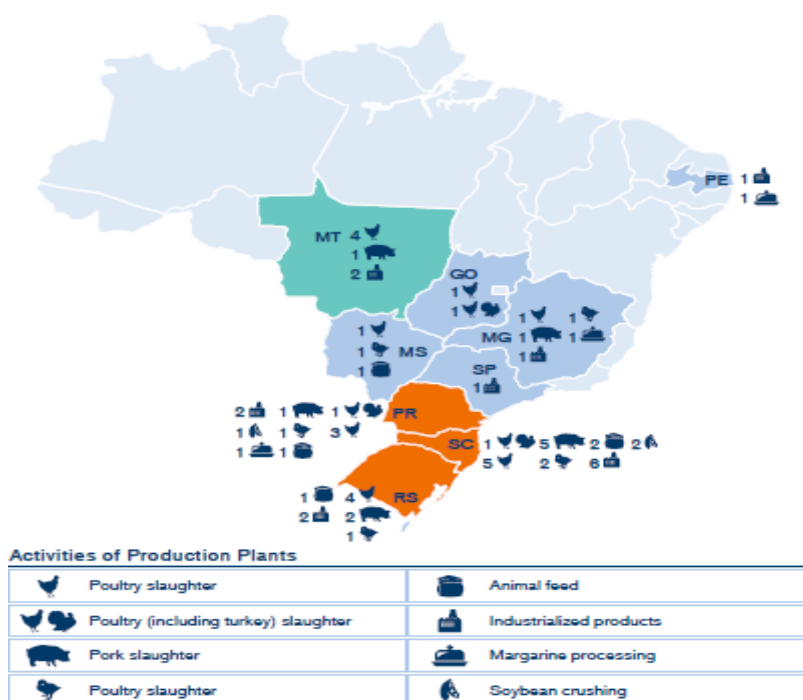 PE 1
1
MT 4
1
2
GO
1
1
1 1
MG 1 1
1
1
1 MS
1
SP
1
2 1 1 PR
1 1 3
1 1
SC 1 5 2 2
5 2 6
1 4
RS
2 2
1
Activities of Production Plants
Poultry slaughter Animal feed
Poultry (including turkey) slaughter Industrialized products
Pork slaughter Margarine processing
Poultry slaughter Soybean crushing